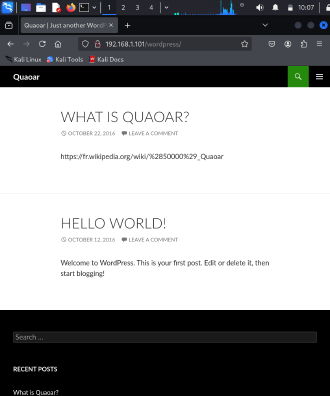 1 2 3 4
10:07
Quaoar | Just another WordP
192.168.1.101/wordpress/
Kali Linux Kali Tools Kali Docs
Quaoar
WHAT IS QUAOAR?
OCTOBER 22, 2016 LEAVE A COMMENT
https://fr.wikipedia.org/wiki/%2850000%29_Quaoar
HELLO WORLD!
OCTOBER 12, 2016 LEAVE A COMMENT
Welcome to WordPress. This is your first post. Edit or delete it, then
start blogging!
Search ...
RECENT POSTS
What is Quaoar?